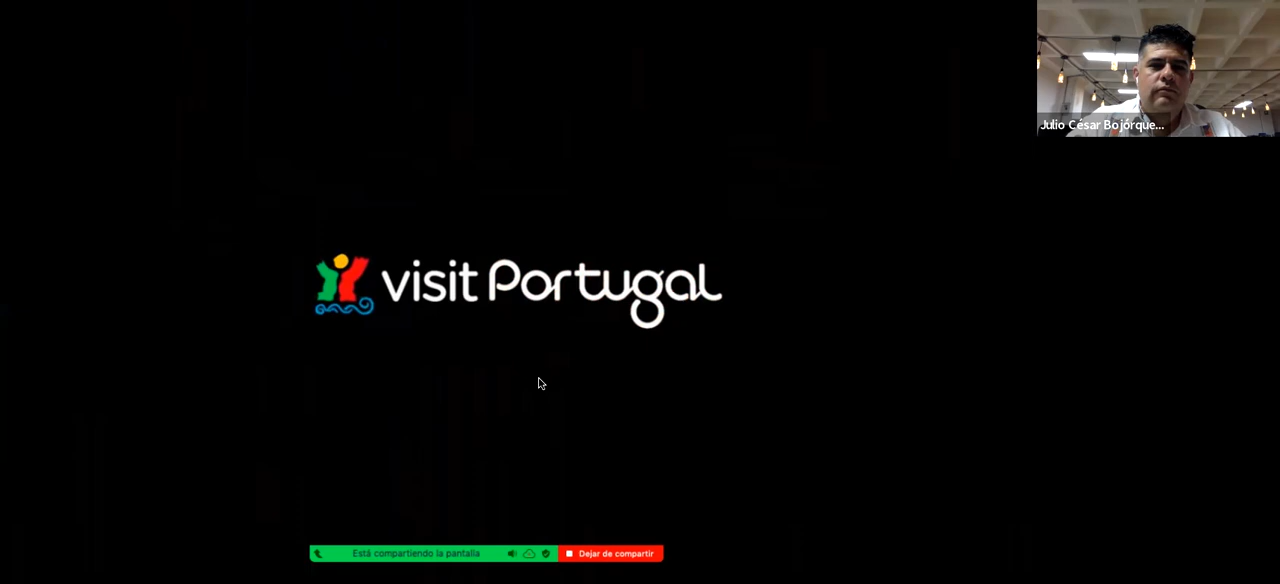 Julio César Bojórque...
visit Portugal
Está compartiendo la pantalla
Dejar de compartir